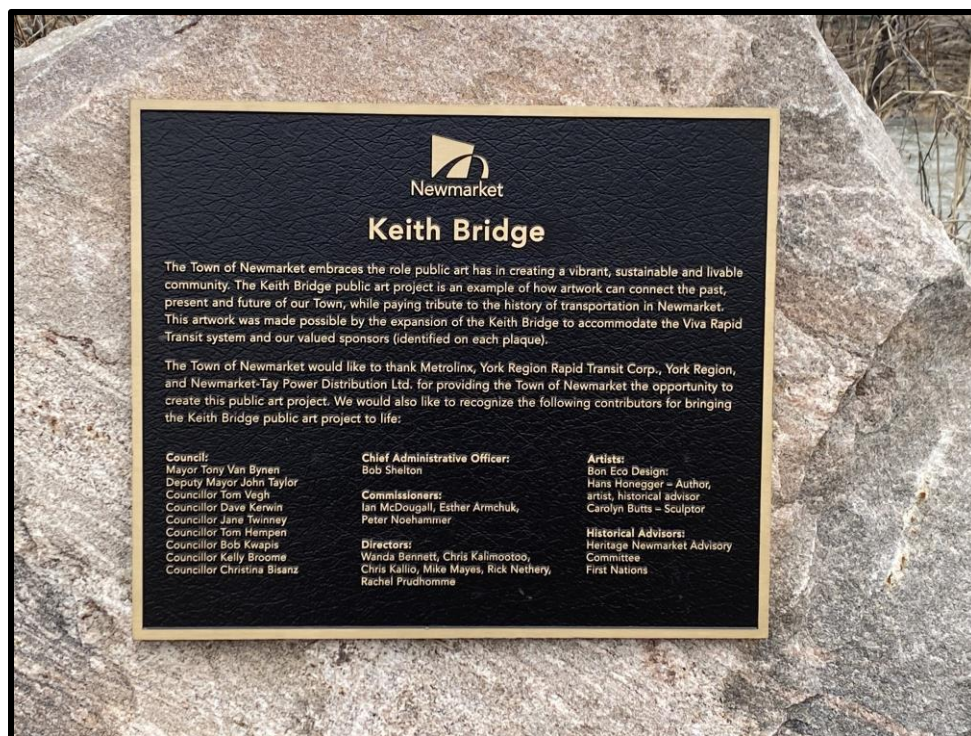 Newmarket
Keith Bridge
The Town of Newmarket embraces the role public art has in creating a vibrant, sustainable and livable
community. The Keith Bridge public art project is an example of how artwork can connect the past,
present and future of our Town, while paying tribute to the history of transportation in Newmarket.
This artwork was made possible by the expansion of the Keith Bridge to accommodate the Viva Rapid
Transit system and our valued sponsors (identified on each plaque).
The Town of Newmarket would like to thank Metrolinx, York Region Rapid Transit Corp., York Region,
and Newmarket-Tay Power Distribution Ltd. for providing the Town of Newmarket the opportunity to
create this public art project. We would also like to recognize the following contributors for bringing
the Keith Bridge public art project to life:
Council:
Mayor Tony Van Bynen
Deputy Mayor John Taylor
Councillor Tom Vegh
Councillor Dave Kerwin
Councillor Jane Twinney
Councillor Tom Hempen
Councillor Bob Kwapis
Councillor Kelly Broome
Councillor Christina Bisanz
Chief Administrative Officer:
Bob Shelton
Commissioners:
Ian McDougall, Esther Armchuk,
Peter Noehammer
Directors:
Wanda Bennett, Chris Kalimootoo,
Chris Kallio, Mike Mayes, Rick Nethery,
Rachel Prudhomme
Artists:
Bon Eco Design:
Hans Honegger – Author,
artist, historical advisor
Carolyn Butts – Sculptor
Historical Advisors:
Heritage Newmarket Advisory
Committee
First Nations